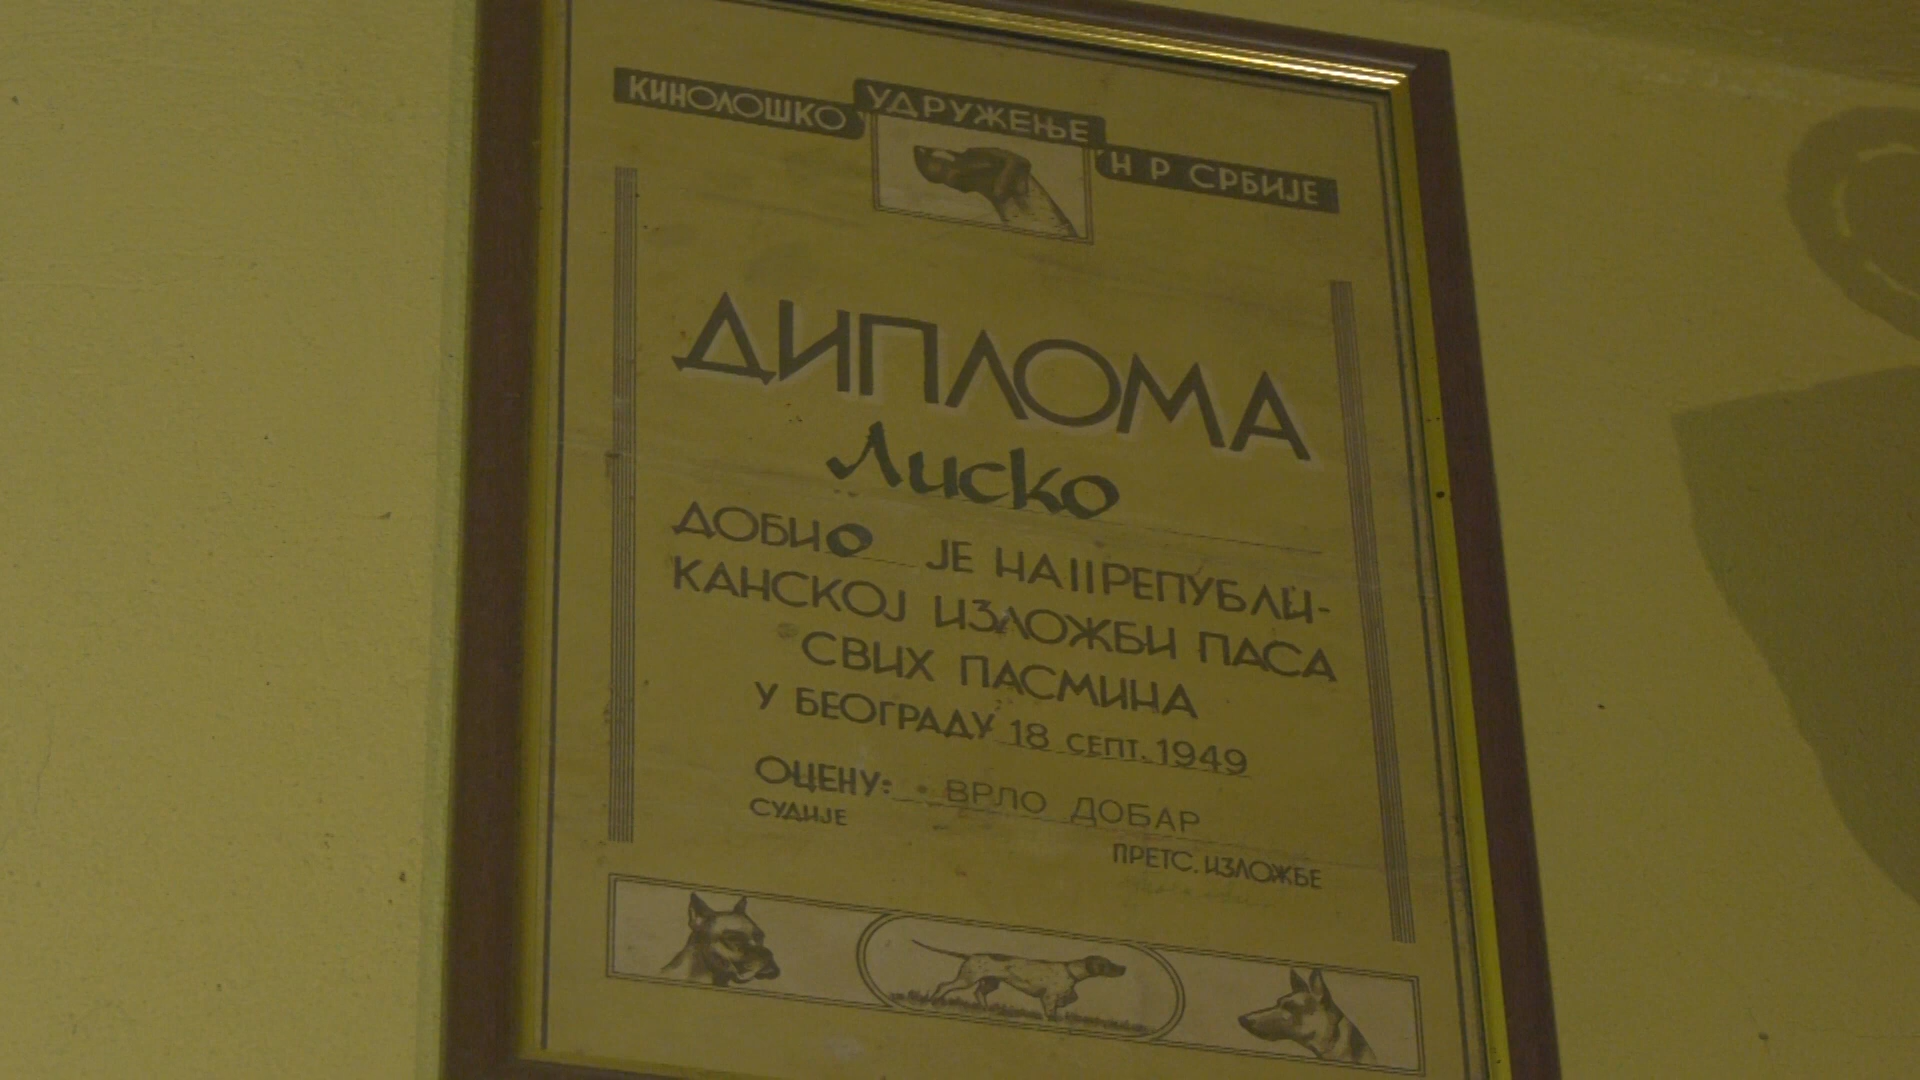 КИНОЛОШКО УДРУЖЕЊЕ Н Р СРБИЈЕ
ДИПЛОМА
Лиско
ДОБИО ЈЕ НА II РЕПУБЛИ-
КАНСКОЈ ИЗЛОЖБИ ПАСА
СВИХ ПАСМИНА
У БЕОГРАДУ 18 СЕПТ. 1949
ОЦЕНУ: ВРЛО ДОБАР
СУДИЈЕ
ПРЕТС. ИЗЛОЖБЕ